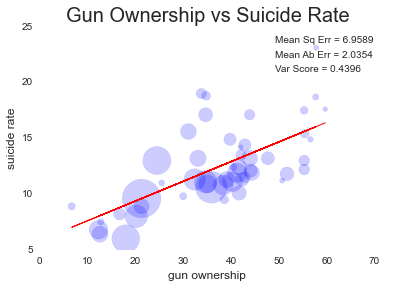 Gun Ownership vs Suicide Rate
25
20
15
10
5
Mean Sq Err = 6.9589
Mean Ab Err = 2.0354
Var Score = 0.4396
suicide rate
0 10 20 30 40 50 60 70
gun ownership